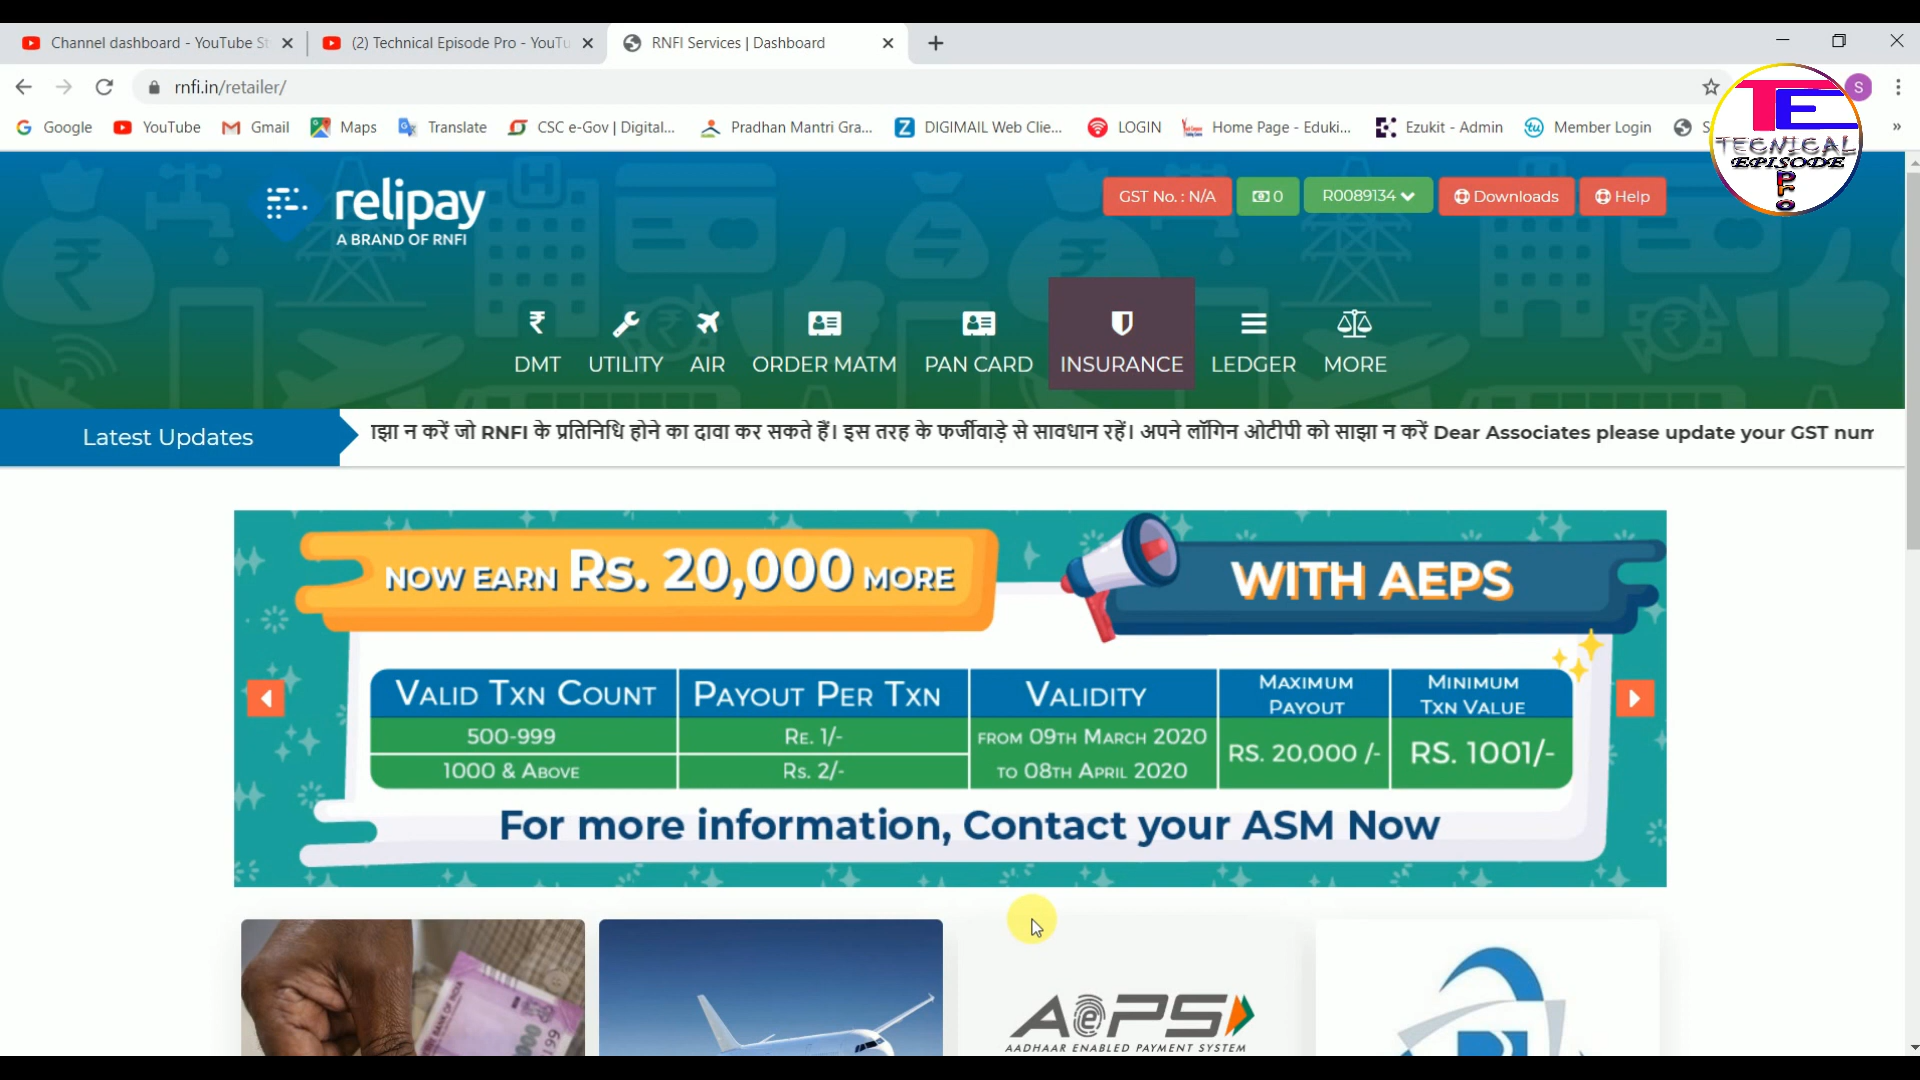 Channel dashboard - YouTube St
(2) Technical Episode Pro - YouTu
RNFI Services | Dashboard
rnfi.in/retailer/
S
Google
YouTube
Gmail
Maps
Translate
CSC e-Gov | Digital...
Pradhan Mantri Gra...
DIGIMAIL Web Clie...
LOGIN
Home Page - Eduki...
Ezukit - Admin
Member Login
TE
TECNICAL
EPISODE
PRO
relipay
A BRAND OF RNFI
GST No. : N/A
0
R0089134
Downloads
Help
DMT
UTILITY
AIR
ORDER MATM
PAN CARD
INSURANCE
LEDGER
MORE
Latest Updates
झा न करें जो RNFI के प्रतिनिधि होने का दावा कर सकते हैं। इस तरह के फर्जीवाड़े से सावधान रहें। अपने लॉगिन ओटीपी को साझा न करें Dear Associates please update your GST num
NOW EARN Rs. 20,000 MORE
WITH AEPS
VALID TXN COUNT
PAYOUT PER TXN
VALIDITY
MAXIMUM PAYOUT
MINIMUM TXN VALUE
500-999
RE. 1/-
FROM 09TH MARCH 2020
RS. 20,000 /-
RS. 1001/-
1000 & ABOVE
RS. 2/-
TO 08TH APRIL 2020
For more information, Contact your ASM Now
AePS
AADHAAR ENABLED PAYMENT SYSTEM